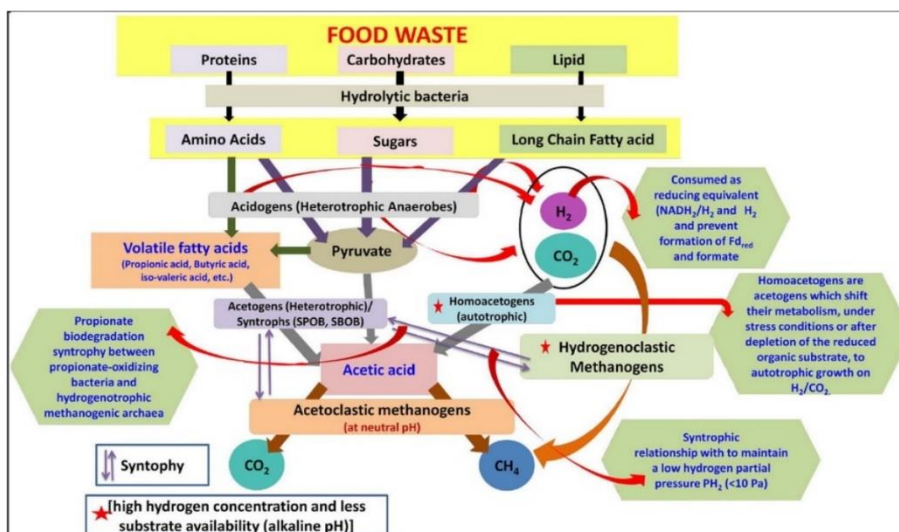 FOOD WASTE
Proteins
Carbohydrates
Lipid
Hydrolytic bacteria
Amino Acids
Sugars
Long Chain Fatty acid
Acidogens (Heterotrophic Anaerobes)
H2
CO2
Consumed as
reducing equivalent
(NADH2/H2 and H2
and prevent
formation of Fdred
and formate
Volatile fatty acids
(Propionic acid, Butyric acid,
iso-valeric acid, etc.)
Pyruvate
Acetogens (Heterotrophic)/
Syntrophs (SPOB, SBOB)
Homoacetogens
(autotrophic)
Homoacetogens are
acetogens which shift
their metabolism, under
stress conditions or after
depletion of the reduced
organic substrate, to
autotrophic growth on
H2/CO2.
Propionate
biodegradation
syntrophy between
propionate-oxidizing
bacteria and
hydrogenotrophic
methanogenic archaea
Hydrogenoclastic
Methanogens
Acetic acid
Acetoclastic methanogens
(at neutral pH)
CO2
CH4
Syntrophic
relationship with to maintain
a low hydrogen partial
pressure PH2 (<10 Pa)
Syntophy
[high hydrogen concentration and less
substrate availability (alkaline pH)]